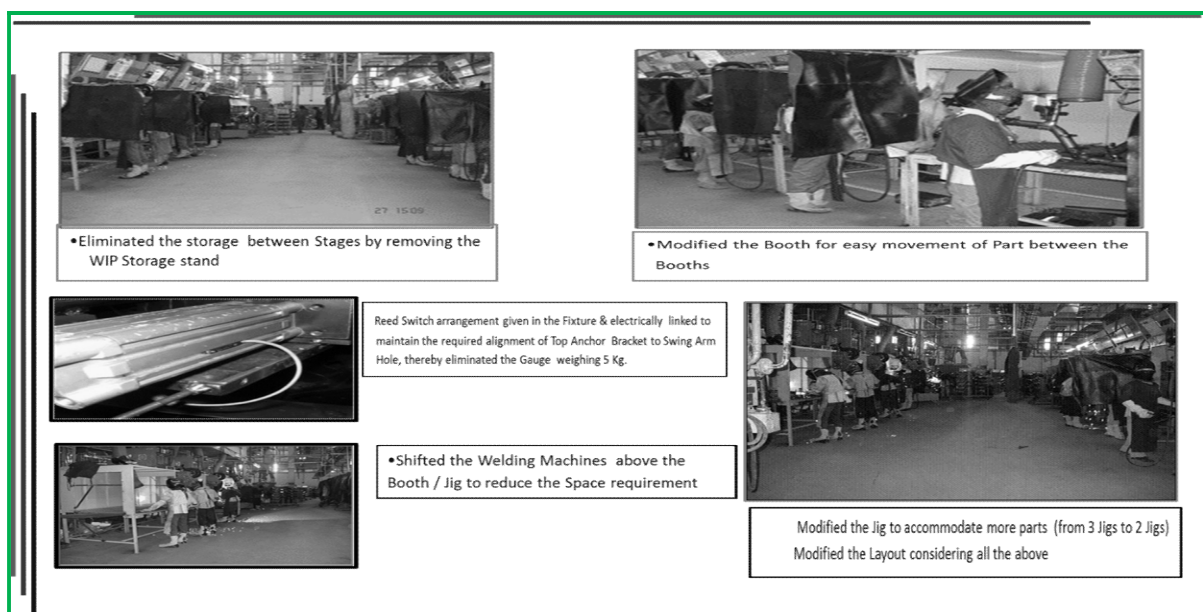 27 15:09
•Eliminated the storage between Stages by removing the
WIP Storage stand
•Modified the Booth for easy movement of Part between the
Booths
Reed Switch arrangement given in the Fixture & electrically linked to
maintain the required alignment of Top Anchor Bracket to Swing Arm
Hole, thereby eliminated the Gauge weighing 5 Kg.
•Shifted the Welding Machines above the
Booth / Jig to reduce the Space requirement
Modified the Jig to accommodate more parts (from 3 Jigs to 2 Jigs)
Modified the Layout considering all the above